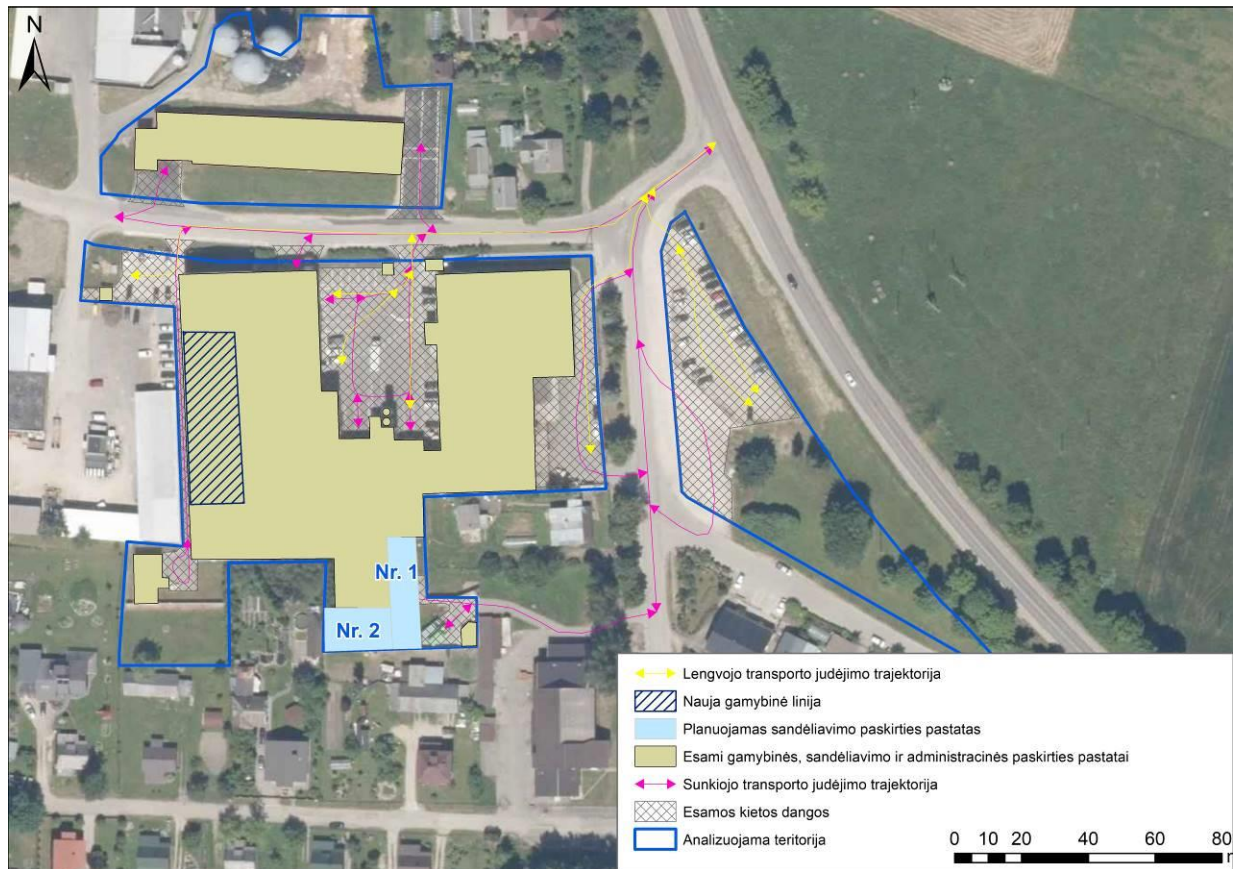 N
Nr. 1
Nr. 2
Lengvojo transporto judėjimo trajektorija
Nauja gamybinė linija
Planuojamas sandėliavimo paskirties pastatas
Esami gamybinės, sandėliavimo ir administracinės paskirties pastatai
Sunkiojo transporto judėjimo trajektorija
Esamos kietos dangos
Analizuojama teritorija
0 10 20 40 60 80